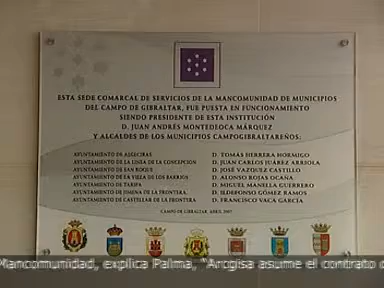 ESTA SEDE COMARCAL DE SERVICIOS DE LA MANCOMUNIDAD DE MUNICIPIOS
DEL CAMPO DE GIBRALTAR, FUE PUESTA EN FUNCIONAMIENTO
SIENDO PRESIDENTE DE ESTA INSTITUCIÓN
D. JUAN ANDRÉS MONTEDEOCA MÁRQUEZ
Y ALCALDES DE LOS MUNICIPIOS CAMPOGIBRALTAREÑOS:
AYUNTAMIENTO DE ALGECIRAS D. TOMÁS HERRERA HORMIGO
AYUNTAMIENTO DE LA LÍNEA DE LA CONCEPCIÓN D. JUAN CARLOS JUÁREZ ARRIOLA
AYUNTAMIENTO DE SAN ROQUE D. JOSÉ VAZQUEZ CASTILLO
AYUNTAMIENTO DE LA VILLA DE LOS BARRIOS D. ALONSO ROJAS OCAÑA
AYUNTAMIENTO DE TARIFA D. MIGUEL MANELLA GUERRERO
AYUNTAMIENTO DE JIMENA DE LA FRONTERA D. ILDEFONSO GÓMEZ RAMOS
AYUNTAMIENTO DE CASTELLAR DE LA FRONTERA D. FRANCISCO VACA GARCÍA
CAMPO DE GIBRALTAR, ABRIL 2007
Mancomunidad, explica Palma, "Arcgisa asume el contrato